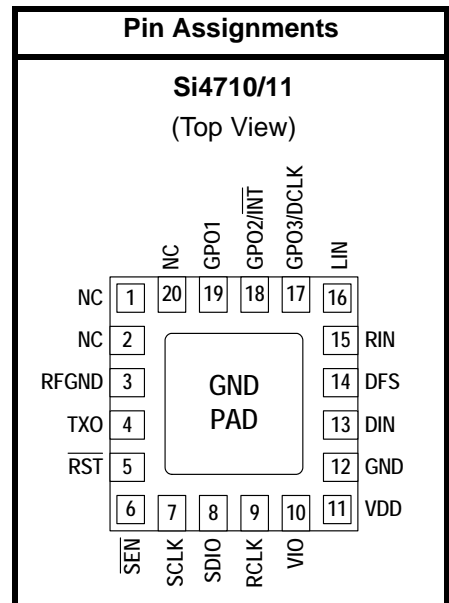 Pin Assignments
Si4710/11
(Top View)
NC
GPO1
GPO2/INT
GPO3/DCLK
LIN
NC 1 20 19 18 17 16
NC 2 15 RIN
RFGND 3 GND 14 DFS
TXO 4 PAD 13 DIN
RST 5 12 GND
6 7 8 9 10 11 VDD
SEN
SCLK
SDIO
RCLK
VIO